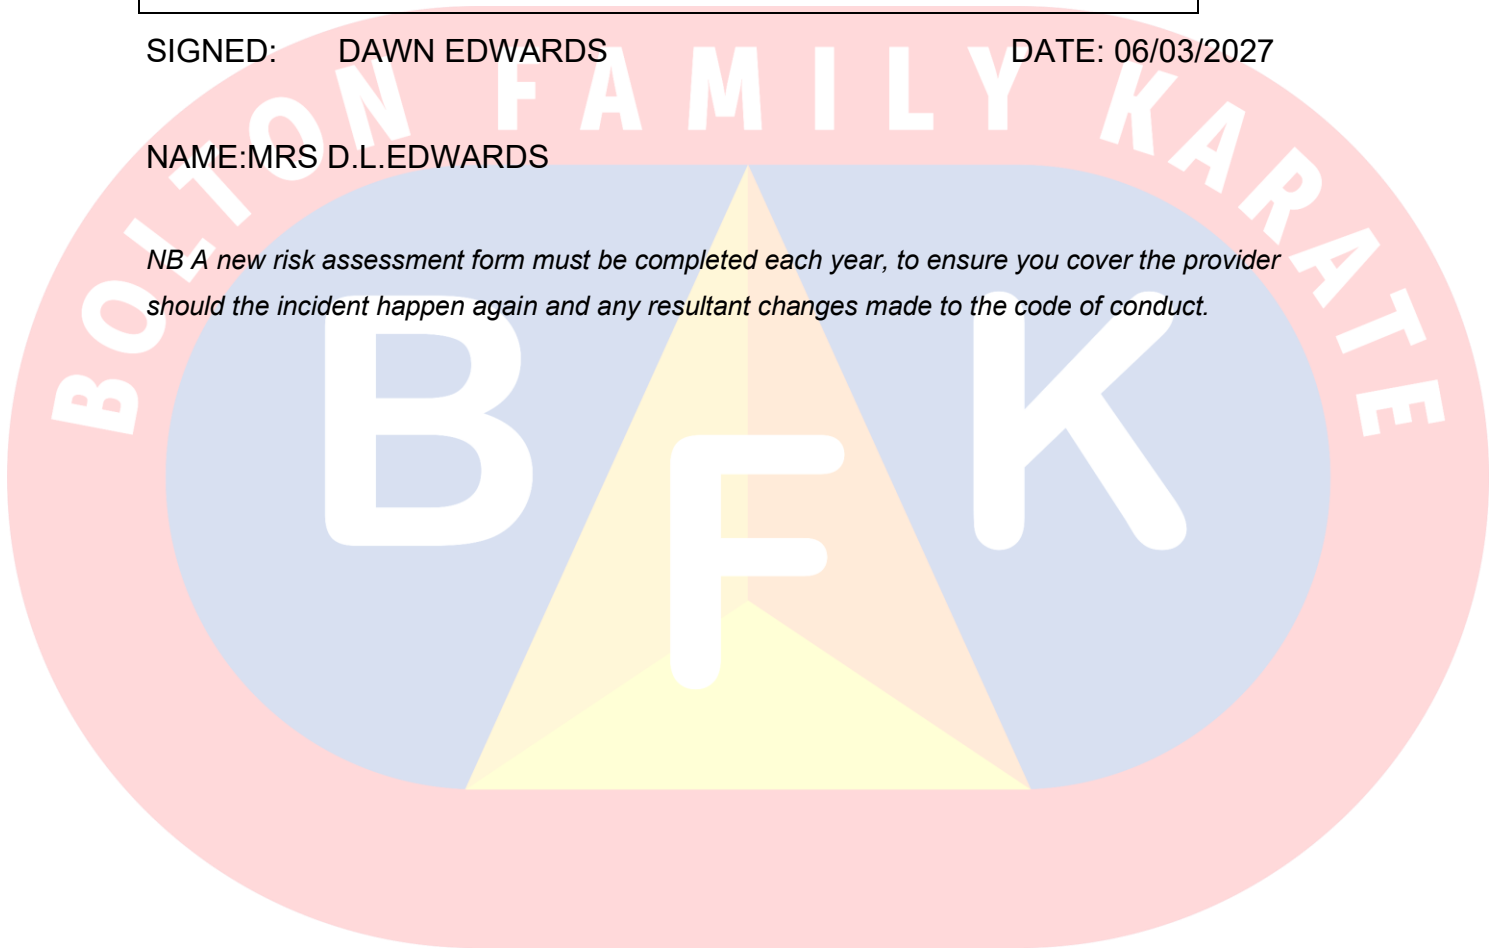 SIGNED: DAWN EDWARDS DATE: 06/03/2027
NAME:MRS D.L.EDWARDS
NB A new risk assessment form must be completed each year, to ensure you cover the provider
should the incident happen again and any resultant changes made to the code of conduct.
BOLTON FAMILY KARATE
B F K